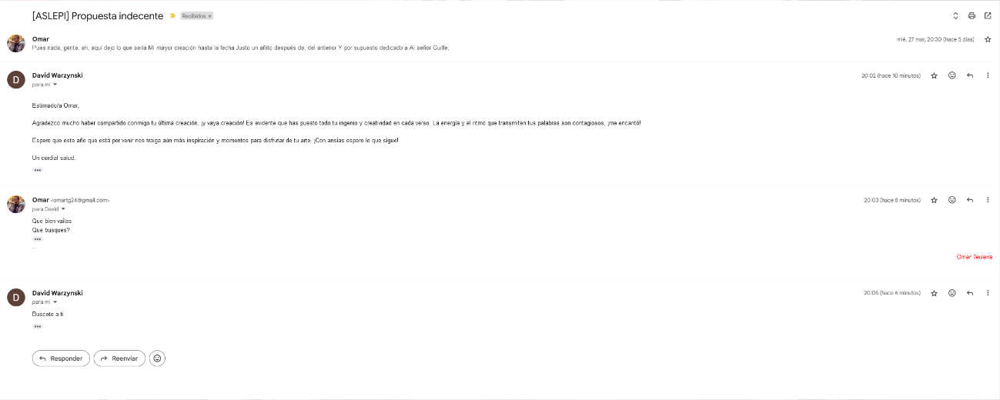 [ASLEPI] Propuesta indecente
Recibidos ×
Omar
mié, 27 mar, 20:30 (hace 5 días)
Pues nada, gente, eh, aquí dejo lo que sería Mi mayor creación hasta la fecha Justo un añito después de, del anterior Y por supuesto dedicado a Al señor Guille,
D
David Warzynski
20:02 (hace 10 minutos)
para mí
Estimado/a Omar,
Agradezco mucho haber compartido conmigo tu última creación, ¡y vaya creación! Es evidente que has puesto todo tu ingenio y creatividad en cada verso. La energía y el ritmo que transmiten tus palabras son contagiosos, ¡me encantó!
Espero que este año que está por venir nos traiga aún más inspiración y momentos para disfrutar de tu arte. ¡Con ansias espero lo que sigue!
Un cordial salud.
Omar <omartg24@gmail.com>
20:03 (hace 8 minutos)
para David
Que bien vailas
Que busques?
--
Omar Teixeira
D
David Warzynski
20:05 (hace 6 minutos)
para mí
Buscote a ti
Responder
Reenviar